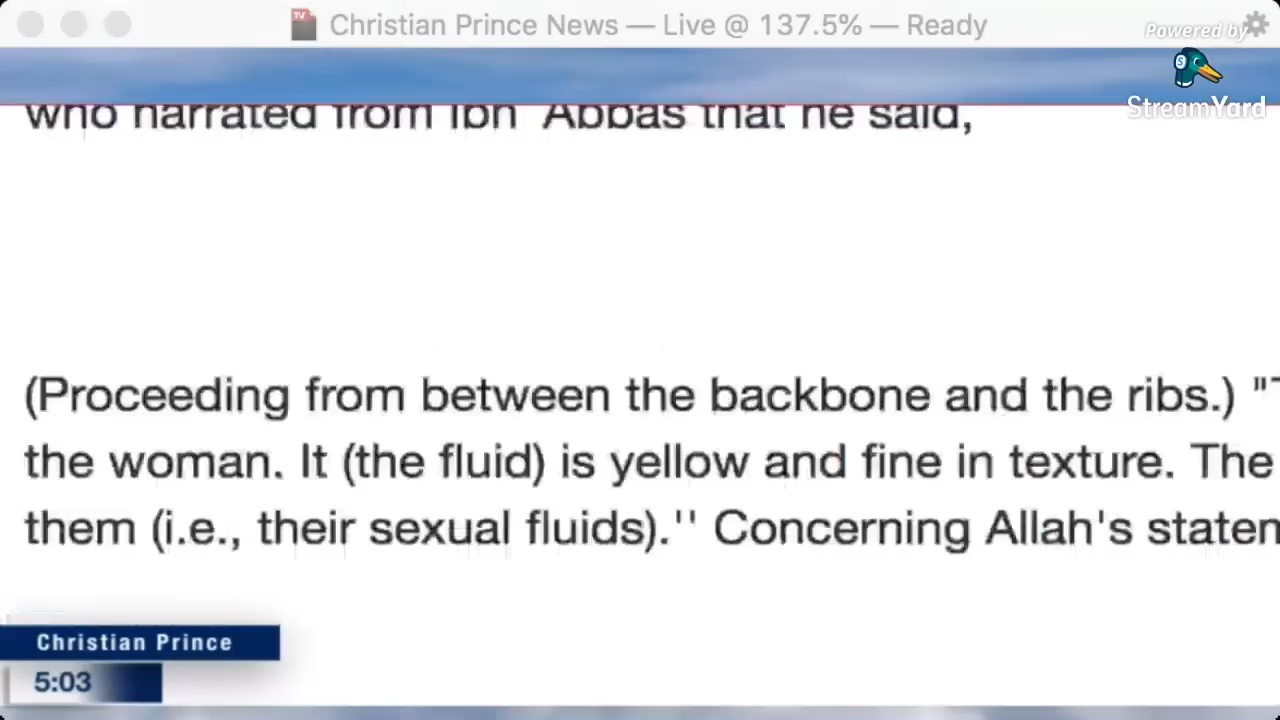 Christian Prince News — Live @ 137.5% — Ready
Powered by
StreamYard
who narrated from Ibn 'Abbas that he said,
(Proceeding from between the backbone and the ribs.) "
the woman. It (the fluid) is yellow and fine in texture. The
them (i.e., their sexual fluids).'' Concerning Allah's
Christian Prince
5:03